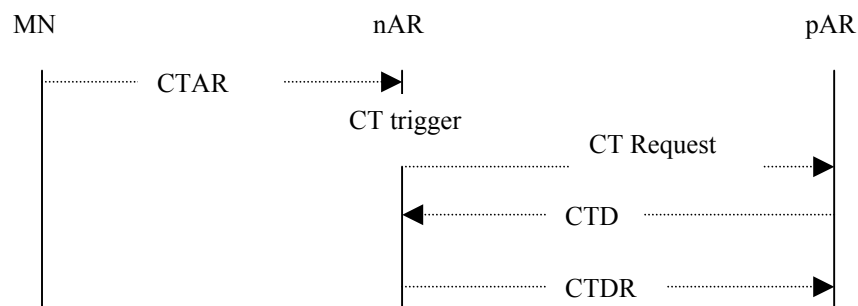 MN nAR pAR
CTAR
CT trigger
CT Request
CTD
CTDR